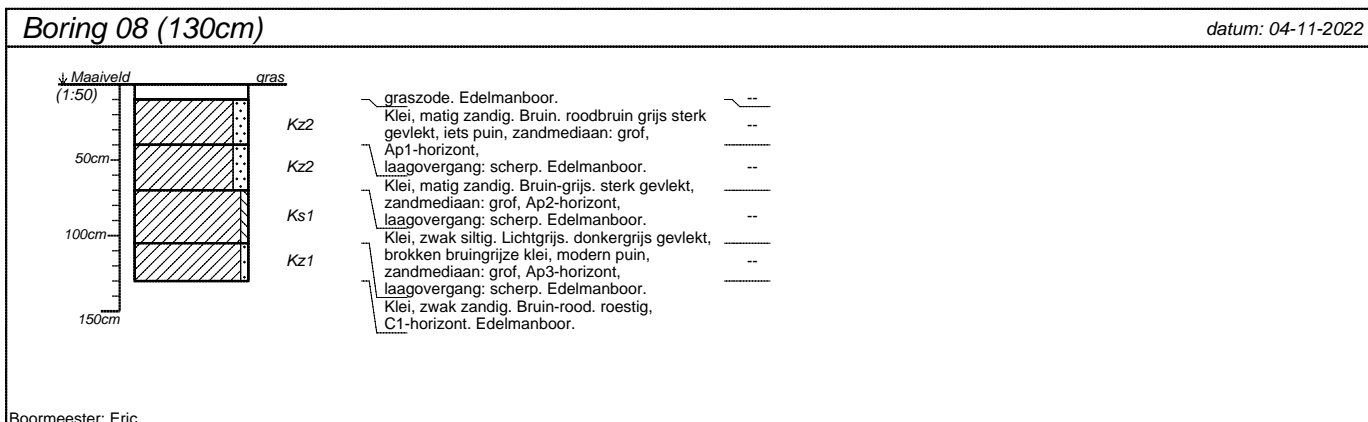 Boring 08 (130cm)
datum: 04-11-2022
Maaiveld
gras
(1:50)
50cm
100cm
150cm
Kz2
Kz2
Ks1
Kz1
graszode. Edelmanboor.
Klei, matig zandig. Bruin. roodbruin grijs sterk
gevlekt, iets puin, zandmediaan: grof,
Ap1-horizont,
laagovergang: scherp. Edelmanboor.
Klei, matig zandig. Bruin-grijs. sterk gevlekt,
zandmediaan: grof, Ap2-horizont,
laagovergang: scherp. Edelmanboor.
Klei, zwak siltig. Lichtgrijs. donkergrijs gevlekt,
brokken bruingrijze klei, modern puin,
zandmediaan: grof, Ap3-horizont,
laagovergang: scherp. Edelmanboor.
Klei, zwak zandig. Bruin-rood. roestig,
C1-horizont. Edelmanboor.
--
--
--
--
--
Boormeester: Eric